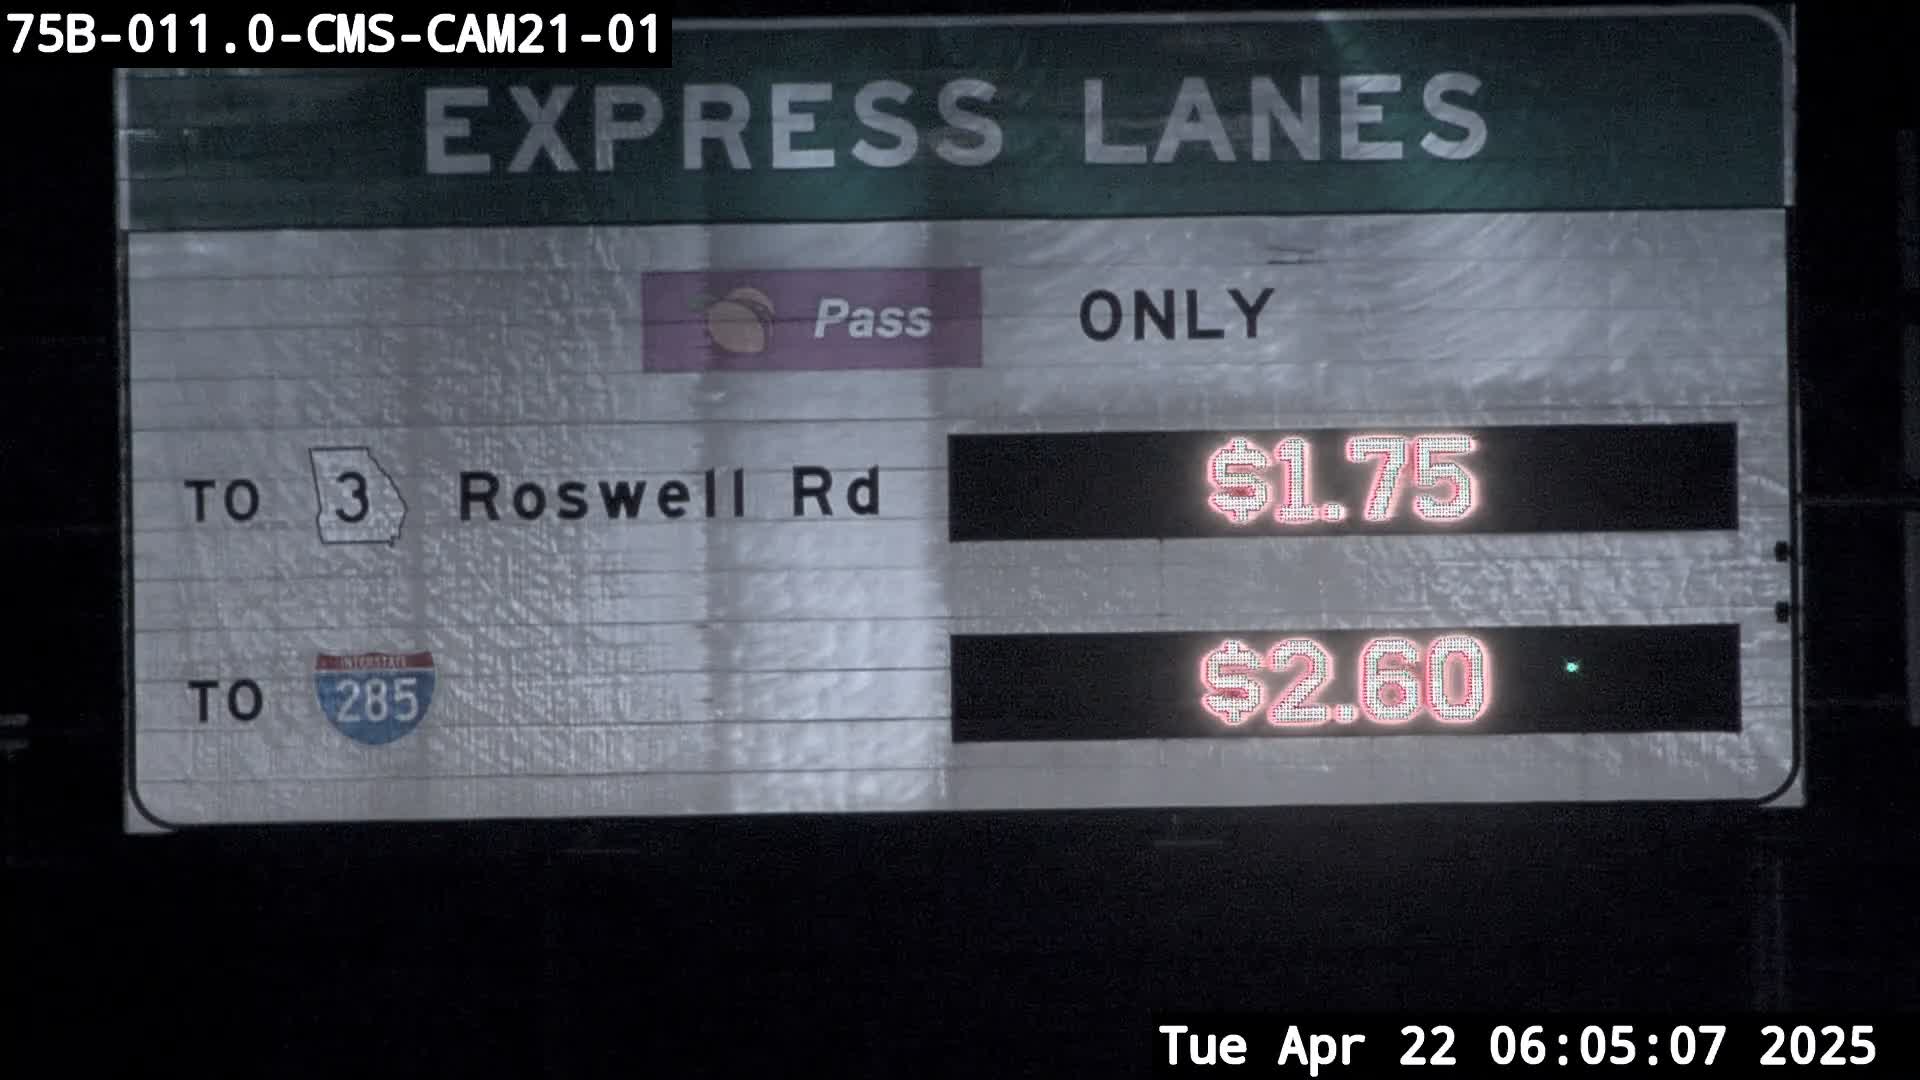 75B-011.0-CMS-CAM21-01
EXPRESS LANES
Pass ONLY
TO 3 Roswell Rd $1.75
INTERSTATE
TO 285 $2.60
Tue Apr 22 06:05:07 2025